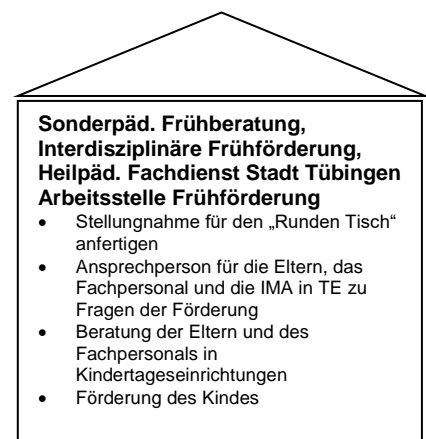 Sonderpäd. Frühberatung,
Interdisziplinäre Frühförderung,
Heilpäd. Fachdienst Stadt Tübingen
Arbeitsstelle Frühförderung
• Stellungnahme für den „Runden Tisch“
anfertigen
• Ansprechperson für die Eltern, das
Fachpersonal und die IMA in TE zu
Fragen der Förderung
• Beratung der Eltern und des
Fachpersonals in
Kindertageseinrichtungen
• Förderung des Kindes